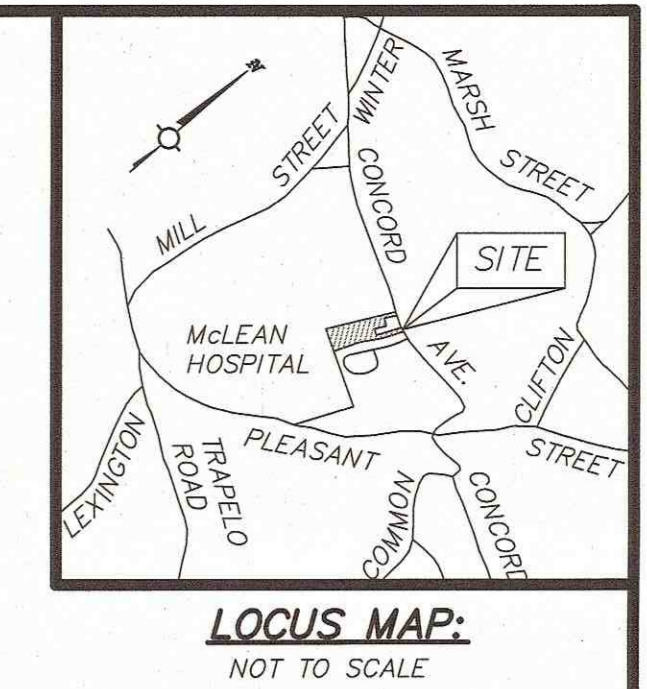 N
MARSH
STREET
WINTER
STREET
MILL
CONCORD
AVE.
SITE
McLEAN
HOSPITAL
CLIFTON
PLEASANT
STREET
LEXINGTON
TRAPELO
ROAD
COMMON
CONCORD
LOCUS MAP:
NOT TO SCALE